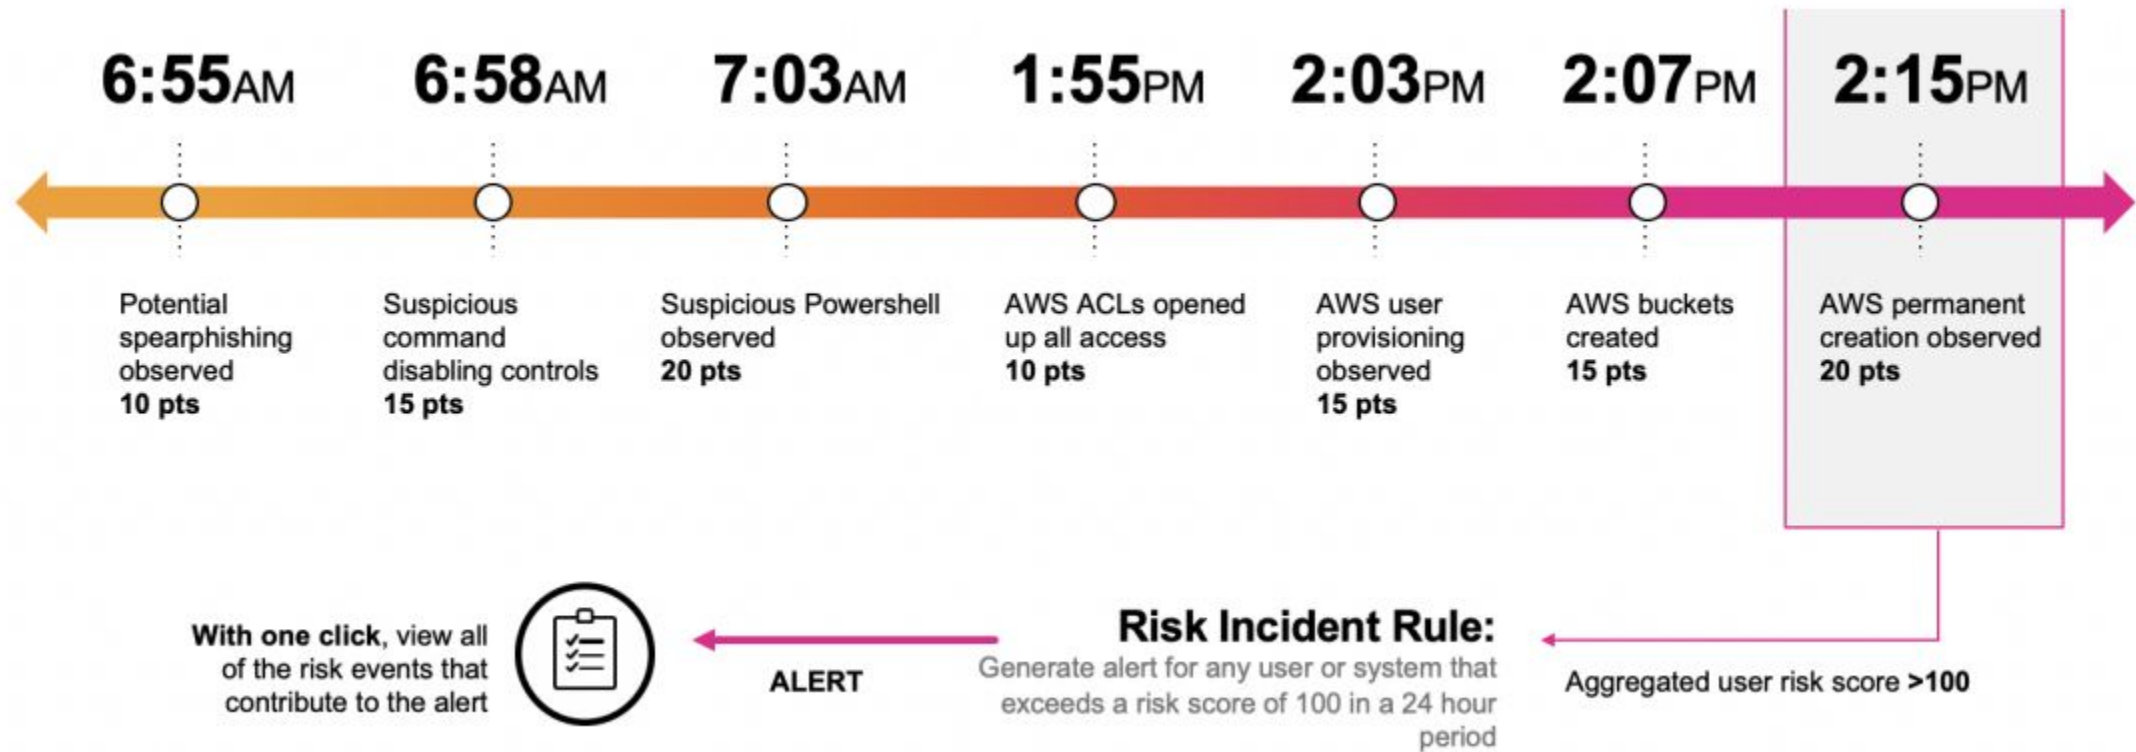 6:55AM
6:58AM
7:03AM
1:55PM
2:03PM
2:07PM
2:15PM
Potential
spearphishing
observed
10 pts
Suspicious
command
disabling controls
15 pts
Suspicious Powershell
observed
20 pts
AWS ACLs opened
up all access
10 pts
AWS user
provisioning
observed
15 pts
AWS buckets
created
15 pts
AWS permanent
creation observed
20 pts
With one click, view all
of the risk events that
contribute to the alert
ALERT
Risk Incident Rule:
Generate alert for any user or system that
exceeds a risk score of 100 in a 24 hour
period
Aggregated user risk score >100